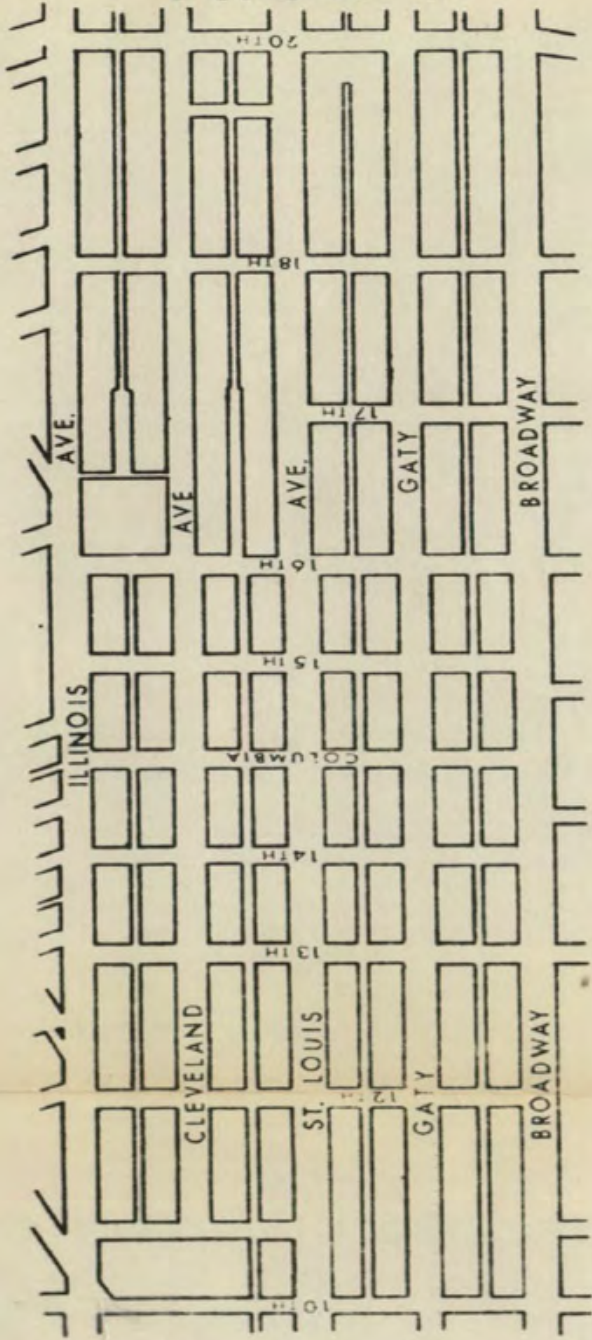 20TH
18TH
17TH
AVE.
AVE
AVE.
GATY
BROADWAY
16TH
15TH
ILLINOIS
COLUMBIA
14TH
13TH
CLEVELAND
ST. LOUIS
12TH
GATY
BROADWAY
10TH